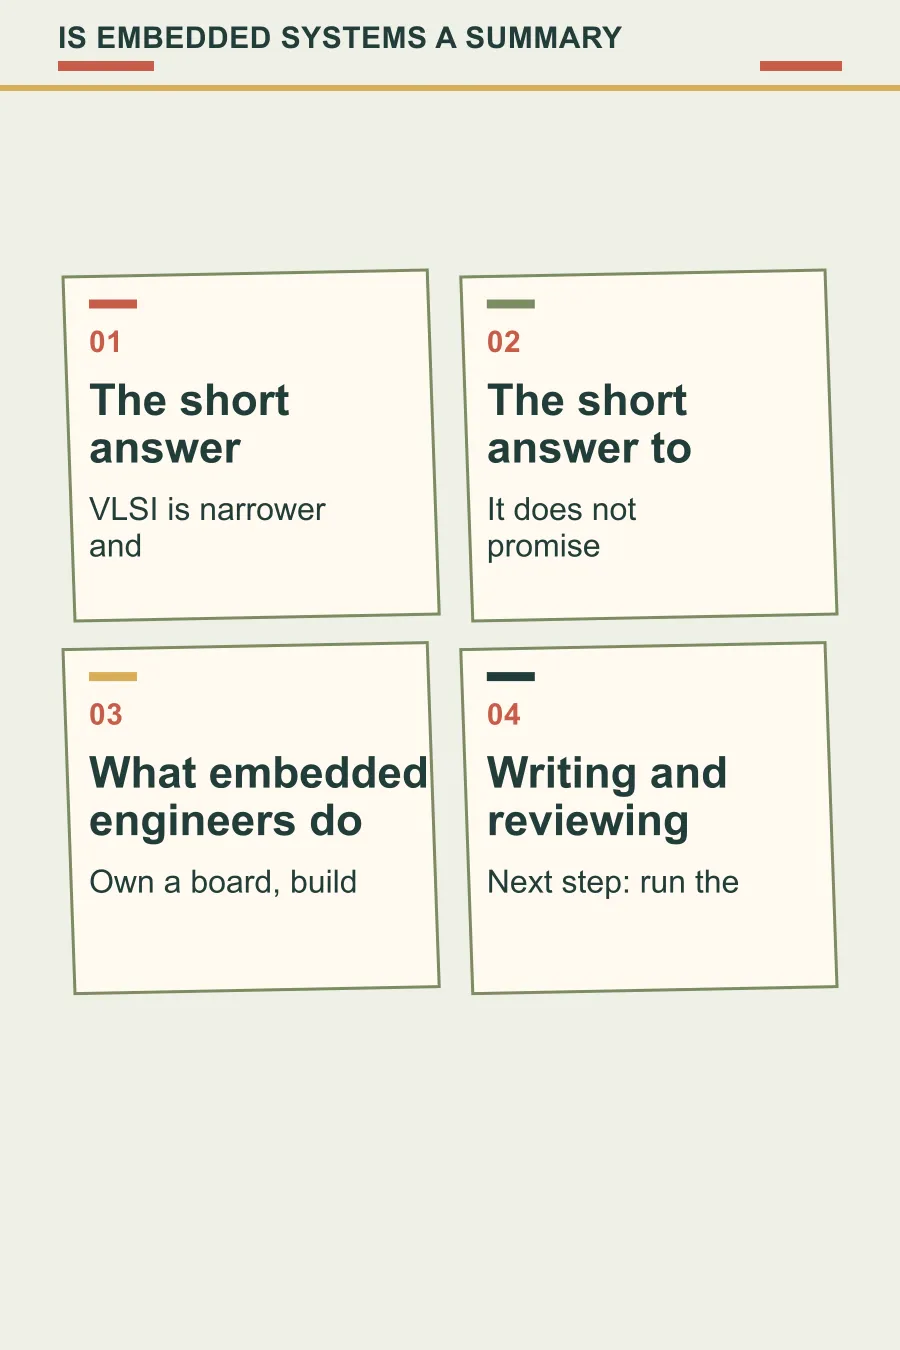 IS EMBEDDED SYSTEMS A SUMMARY
01
The short
answer
VLSI is narrower
and
02
The short
answer to
It does not
promise
03
What embedded
engineers do
Own a board, build
04
Writing and
reviewing
Next step: run the